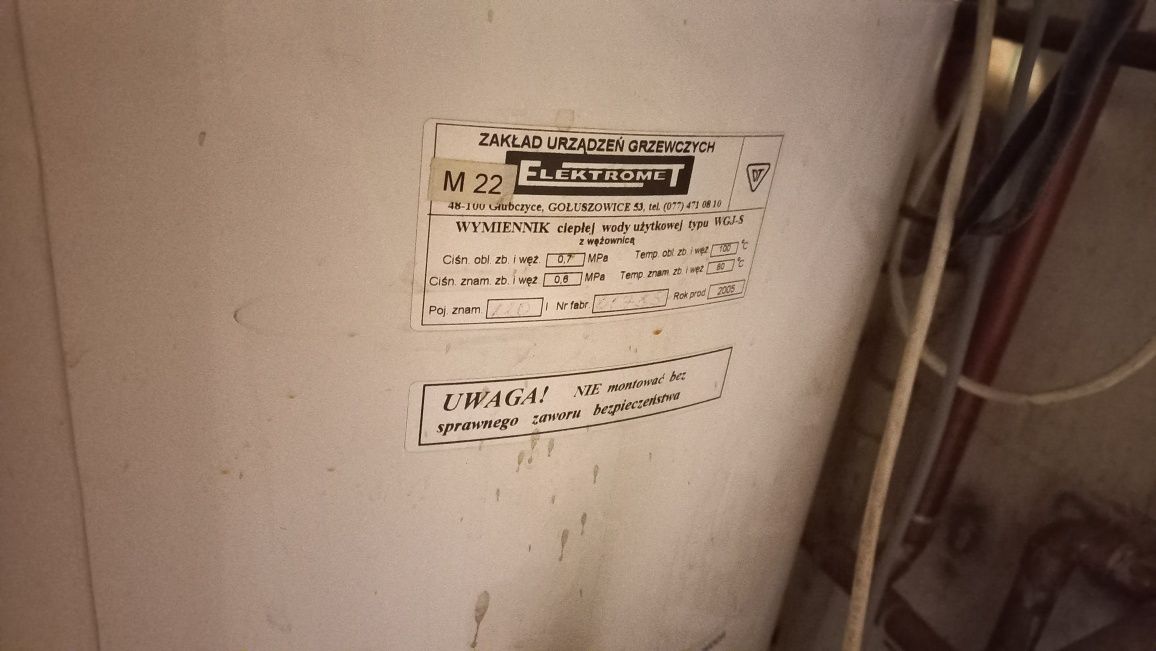 ZAKŁAD URZĄDZEŃ GRZEWCZYCH
M 22
ELEKTROMET
DT
48-100 Głubczyce, GOŁUSZOWICE 53, tel. (077) 471 08 10
WYMIENNIK ciepłej wody użytkowej typu WGJ-S
z wężownicą
Ciśn. obl. zb. i węż. 0,7 MPa Temp. obl. zb. i węż 100 °C
Ciśn. znam. zb. i węż. 0,6 MPa Temp. znam. zb. i węż 80 °C
Poj. znam. l Nr fabr. Rok prod 2005
UWAGA! NIE montować bez
sprawnego zaworu bezpieczeństwa